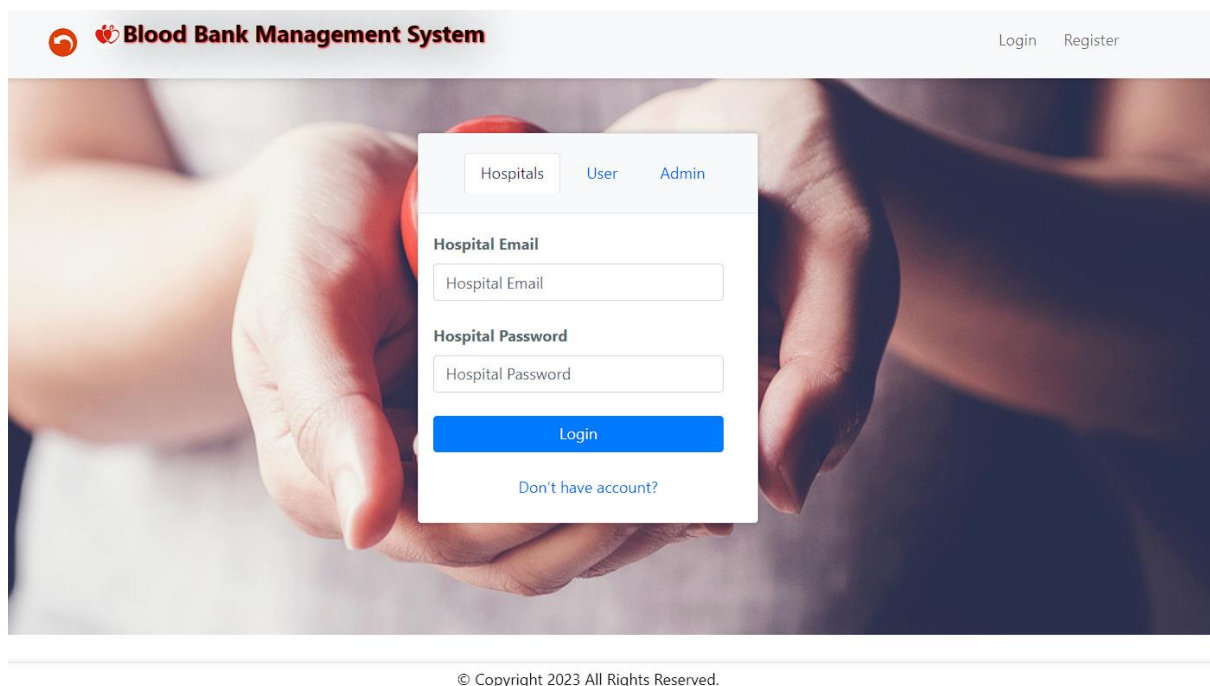 Blood Bank Management System
Login Register
Hospitals User Admin
Hospital Email
Hospital Email
Hospital Password
Hospital Password
Login
Don't have account?
© Copyright 2023 All Rights Reserved.